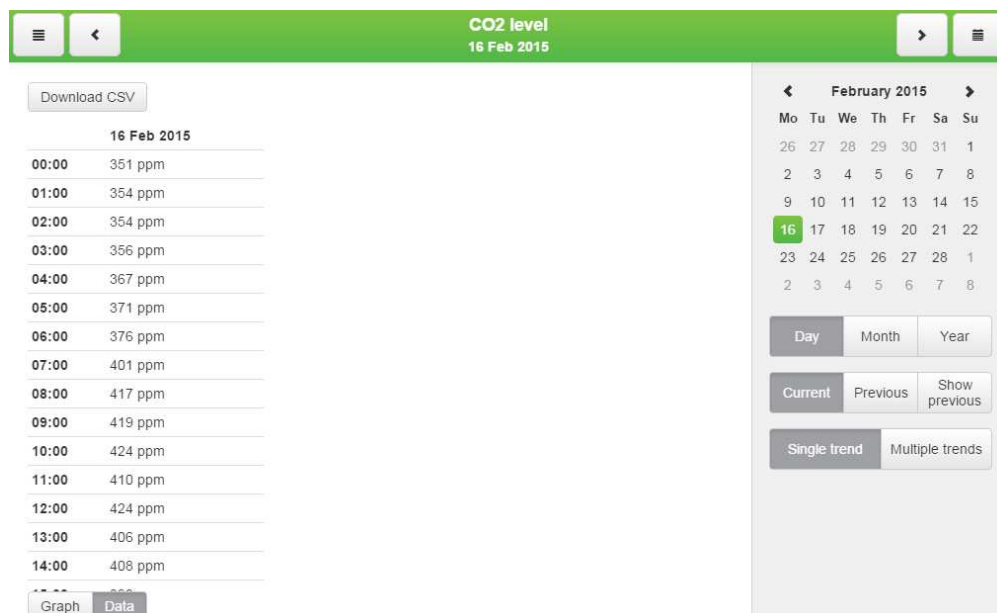 CO2 level
16 Feb 2015
Download CSV
16 Feb 2015
00:00 351 ppm
01:00 354 ppm
02:00 354 ppm
03:00 356 ppm
04:00 367 ppm
05:00 371 ppm
06:00 376 ppm
07:00 401 ppm
08:00 417 ppm
09:00 419 ppm
10:00 424 ppm
11:00 410 ppm
12:00 424 ppm
13:00 406 ppm
14:00 408 ppm
Graph Data
February 2015
Mo Tu We Th Fr Sa Su
26 27 28 29 30 31 1
2 3 4 5 6 7 8
9 10 11 12 13 14 15
16 17 18 19 20 21 22
23 24 25 26 27 28 1
2 3 4 5 6 7 8
Day Month Year
Current Previous Show previous
Single trend Multiple trends